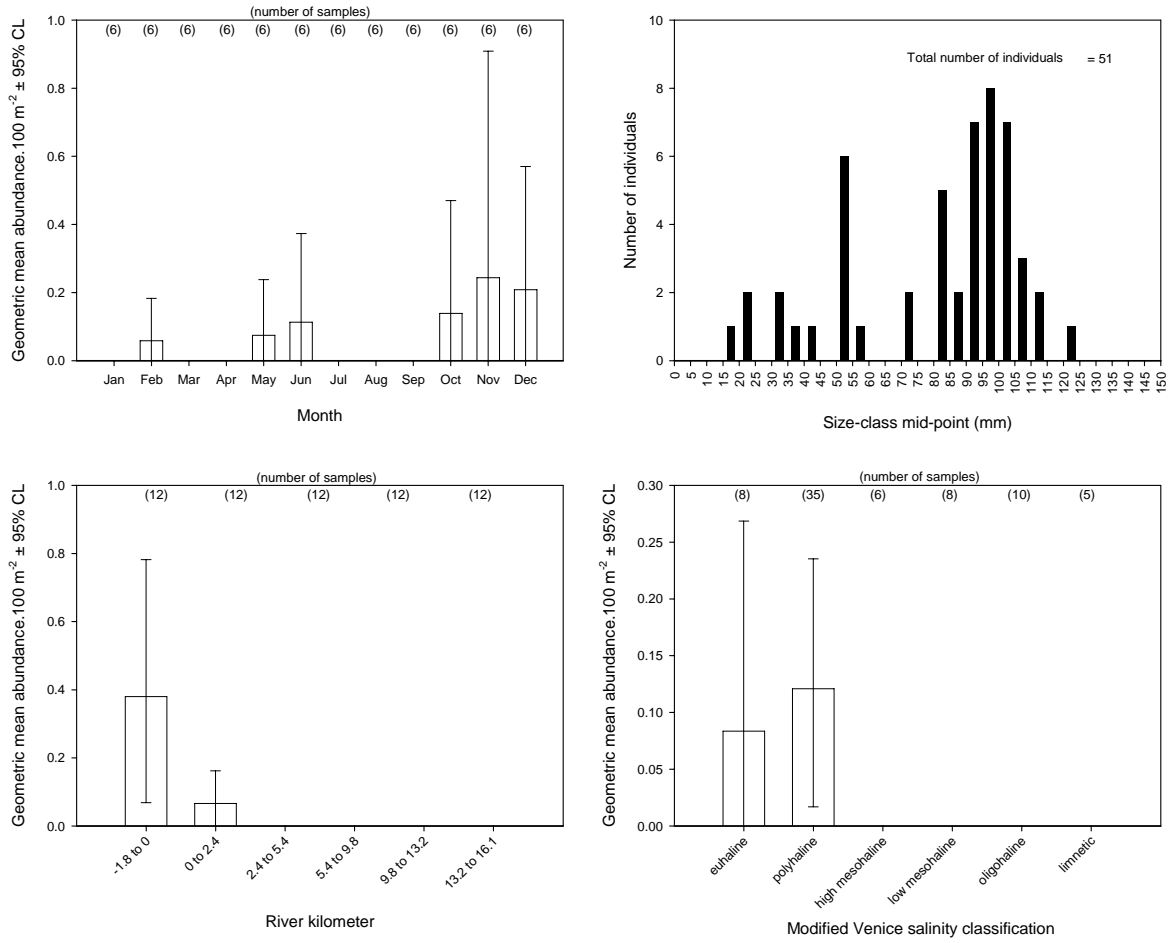 (number of samples)
(6) (6) (6) (6) (6) (6) (6) (6) (6) (6) (6) (6)
1.0
0.8
0.6
0.4
0.2
0.0
Geometric mean abundance.100 m-2 ± 95% CL
Jan Feb Mar Apr May Jun Jul Aug Sep Oct Nov Dec
Month
10
8
6
4
2
0
Number of individuals
Total number of individuals = 51
0 5 10 15 20 25 30 35 40 45 50 55 60 65 70 75 80 85 90 95 100 105 110 115 120 125 130 135 140 145 150
Size-class mid-point (mm)
(number of samples)
(12) (12) (12) (12) (12)
1.0
0.8
0.6
0.4
0.2
0.0
Geometric mean abundance.100 m-2 ± 95% CL
-1.8 to 0 0 to 2.4 2.4 to 5.4 5.4 to 9.8 9.8 to 13.2 13.2 to 16.1
River kilometer
(number of samples)
(8) (35) (6) (8) (10) (5)
0.30
0.25
0.20
0.15
0.10
0.05
0.00
Geometric mean abundance.100 m-2 ± 95% CL
euhaline polyhaline high mesohaline low mesohaline oligohaline limnetic
Modified Venice salinity classification